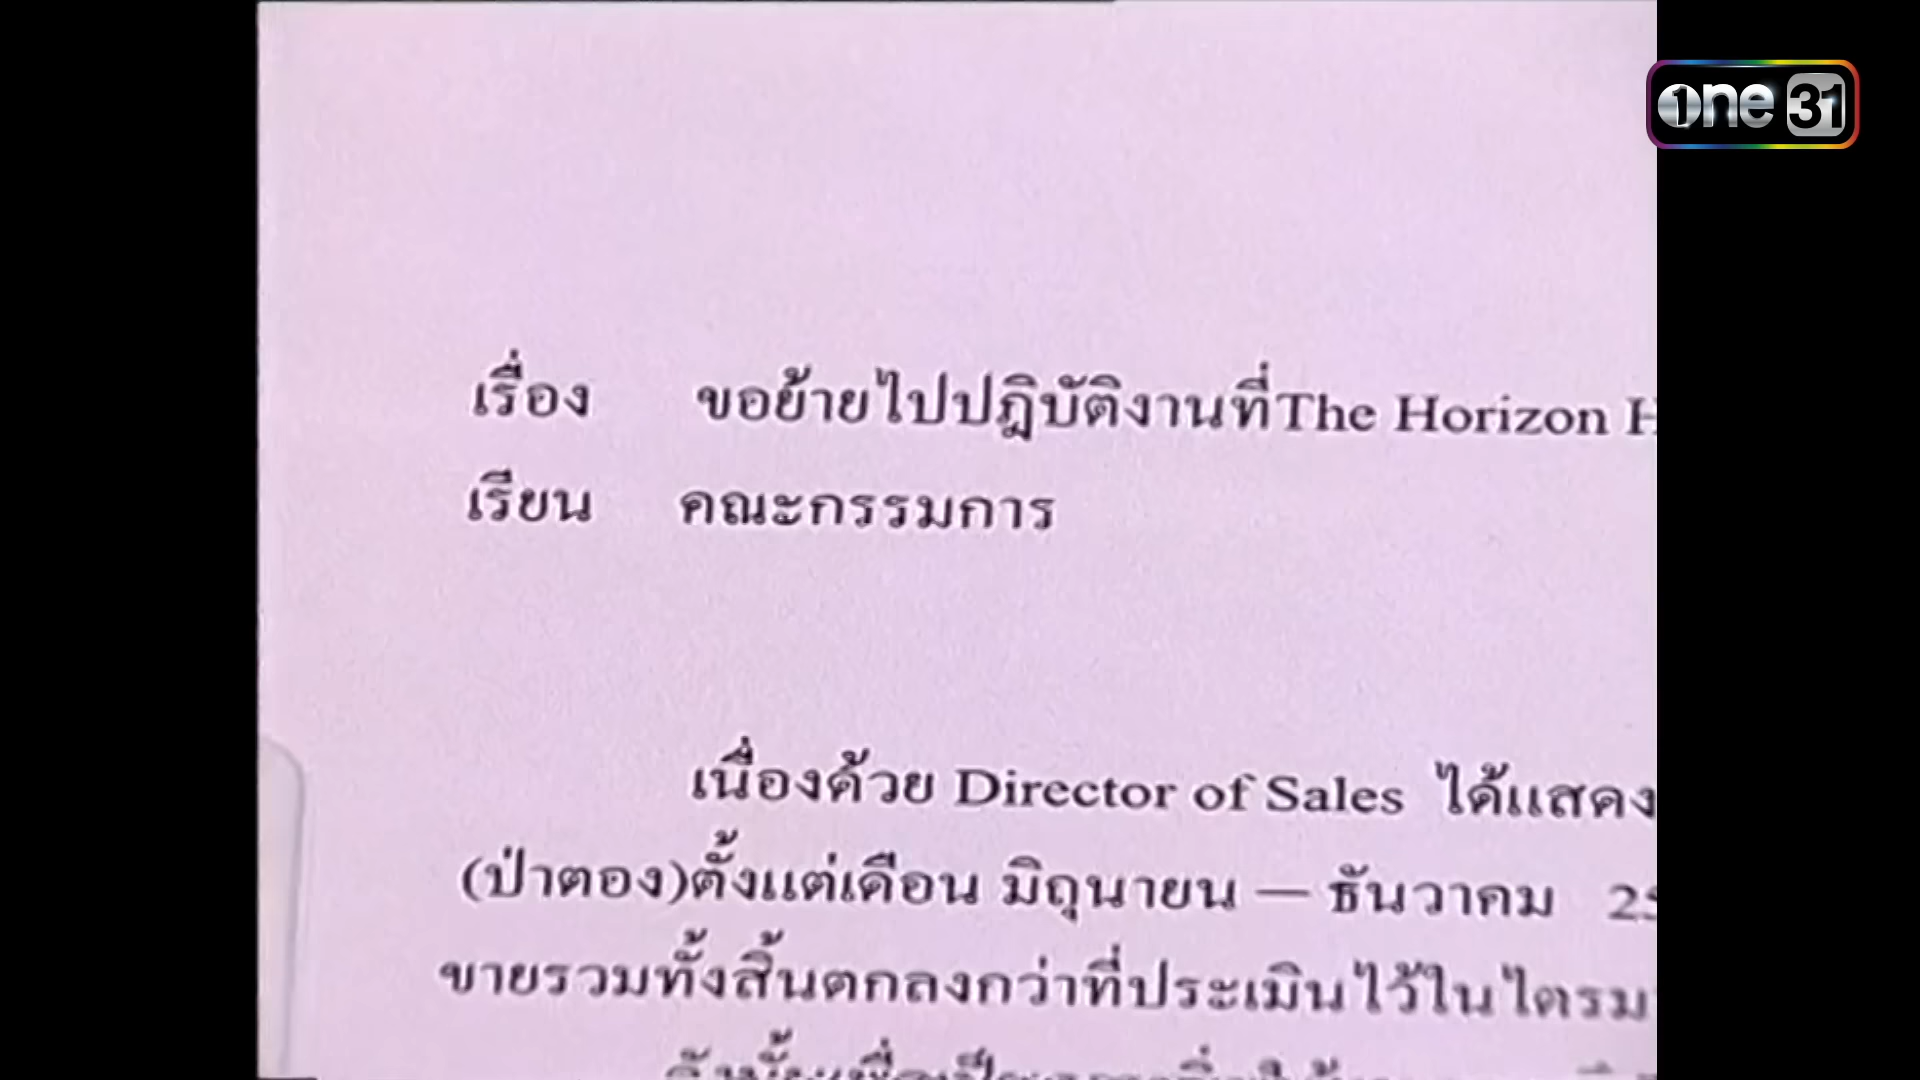 one31
เรื่อง ขอย้ายไปปฎิบัติงานที่The Horizon
เรียน คณะกรรมการ
เนื่องด้วย Director of Sales ได้แสดง
(ป่าตอง)ตั้งแต่เดือน มิถุนายน — ธันวาคม 25
ขายรวมทั้งสิ้นตกลงกว่าที่ประเมินไว้ในไตรม